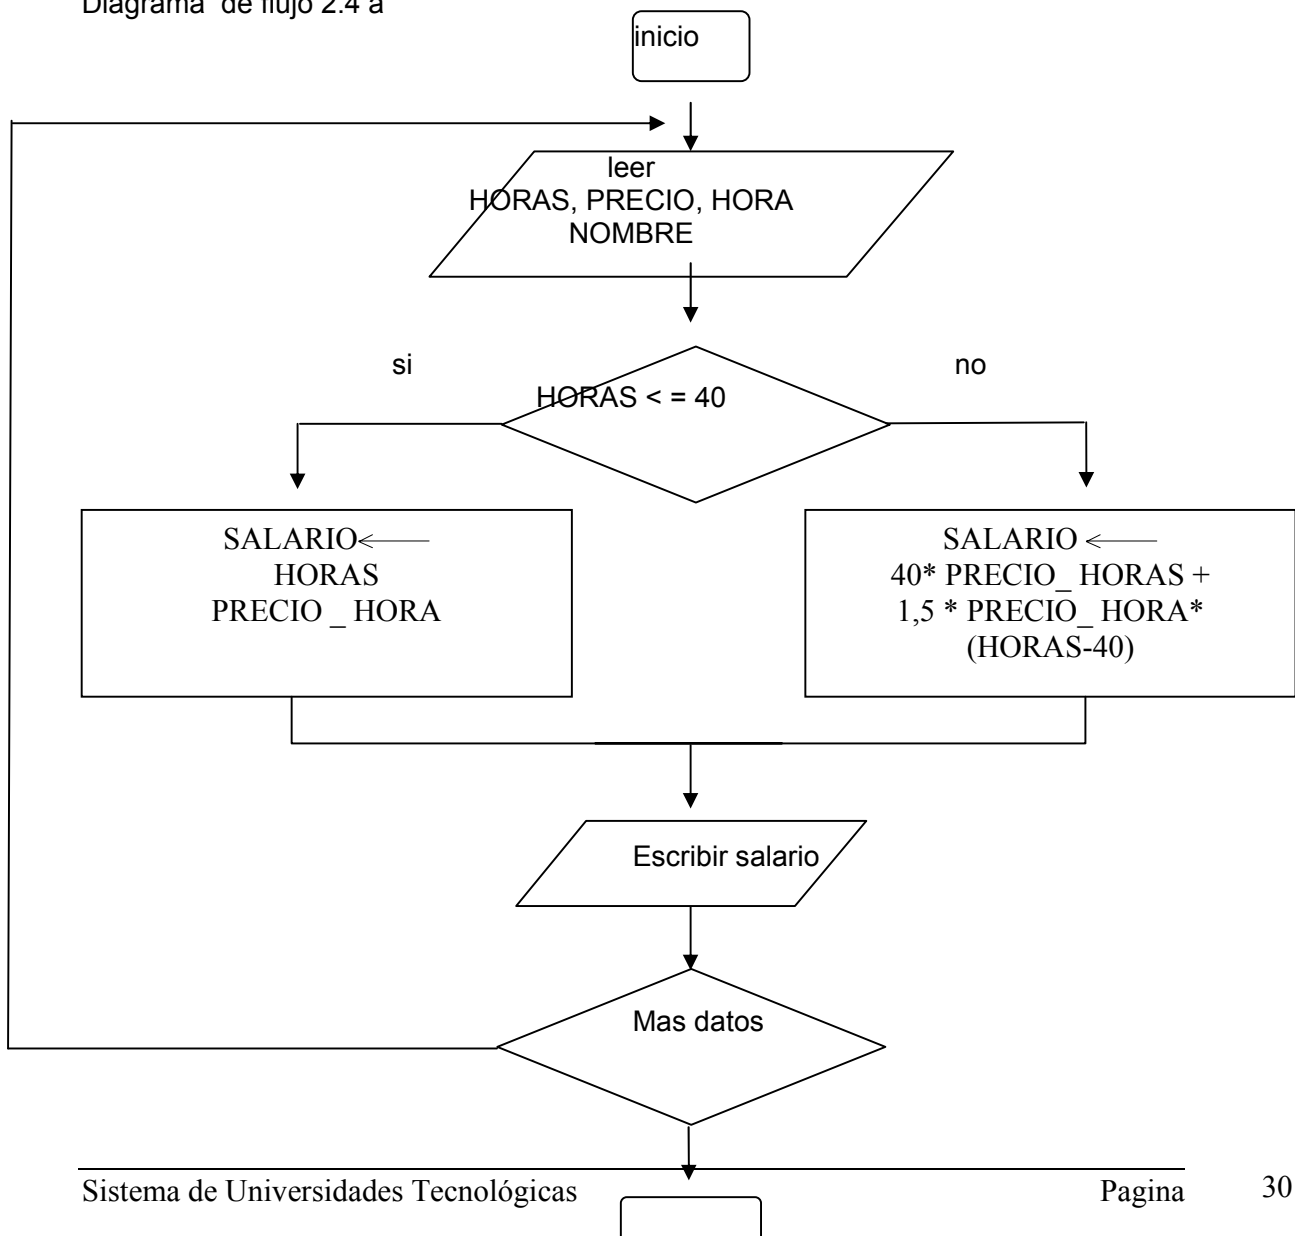 Diagrama de flujo 2.4 a
inicio
leer
HORAS, PRECIO, HORA
NOMBRE
si
no
HORAS < = 40
SALARIO←
HORAS
PRECIO _ HORA
SALARIO ←
40* PRECIO_ HORAS +
1,5 * PRECIO_ HORA*
(HORAS-40)
Escribir salario
Mas datos
Sistema de Universidades Tecnológicas
Pagina 30